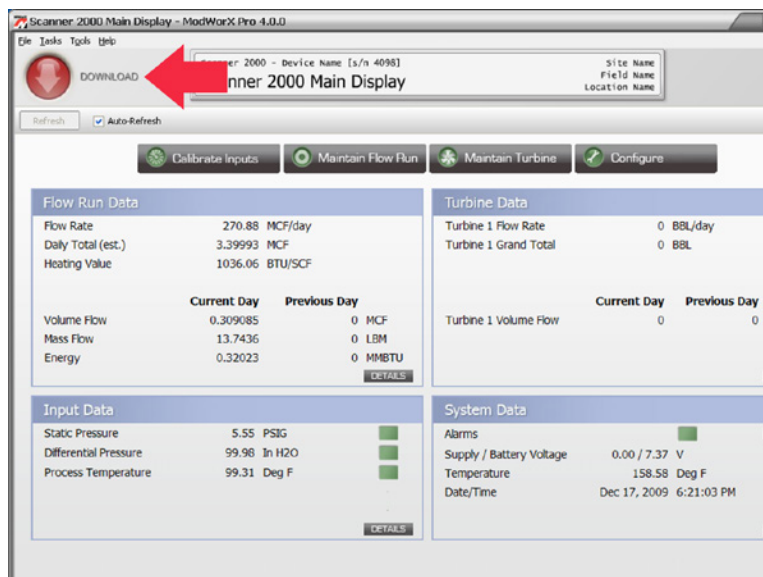 Scanner 2000 Main Display - ModWorX Pro 4.0.0
File Tasks Tools Help
DOWNLOAD
2000 - Device Name [s/n 4098]
2000 Main Display
Site Name
Field Name
Location Name
Refresh Auto-Refresh
Calibrate Inputs Maintain Flow Run Maintain Turbine Configure
Flow Run Data
Flow Rate 270.88 MCF/day
Daily Total (est.) 3.39993 MCF
Heating Value 1036.06 BTU/SCF
Current Day Previous Day
Volume Flow 0.309085 0 MCF
Mass Flow 13.7436 0 LBM
Energy 0.32023 0 MMBTU
DETAILS
Turbine Data
Turbine 1 Flow Rate 0 BBL/day
Turbine 1 Grand Total 0 BBL
Current Day Previous Day
Turbine 1 Volume Flow 0 0
Input Data
Static Pressure 5.55 PSIG
Differential Pressure 99.98 In H2O
Process Temperature 99.31 Deg F
DETAILS
System Data
Alarms
Supply / Battery Voltage 0.00 / 7.37 V
Temperature 158.58 Deg F
Date/Time Dec 17, 2009 6:21:03 PM